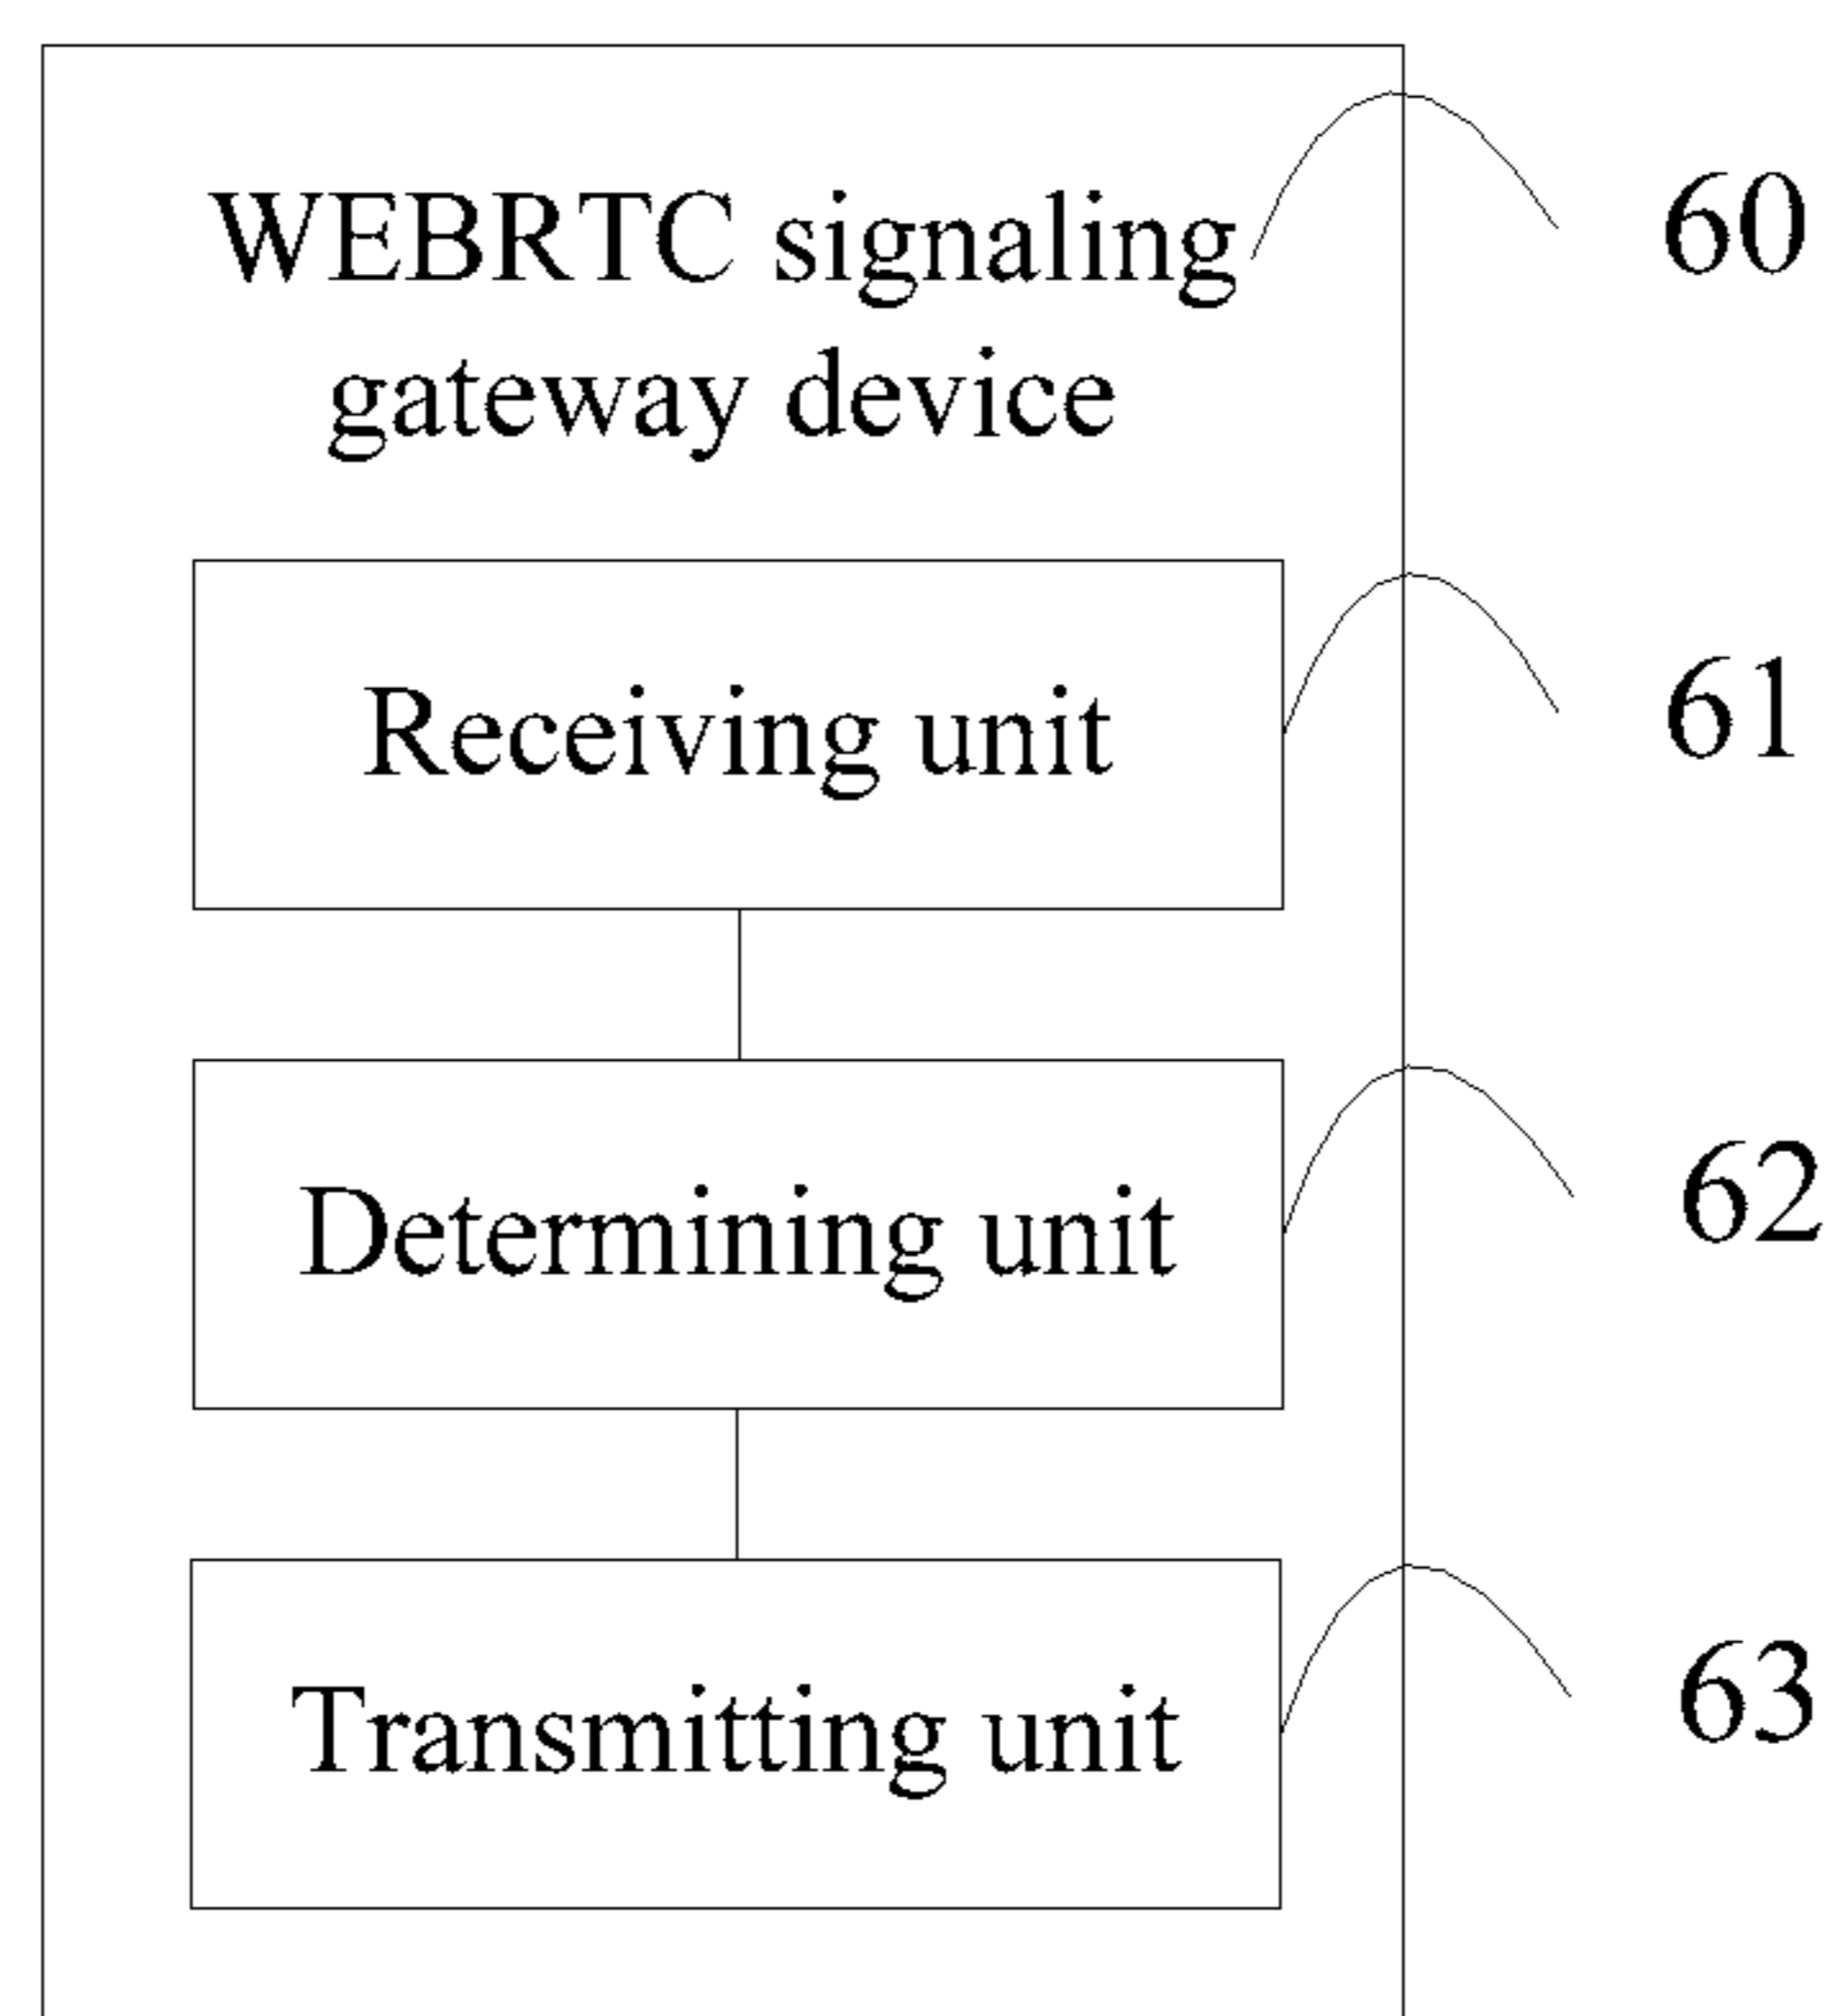 WEBRTC signaling
gateway device
60
Receiving unit
61
Determining unit
62
Transmitting unit
63